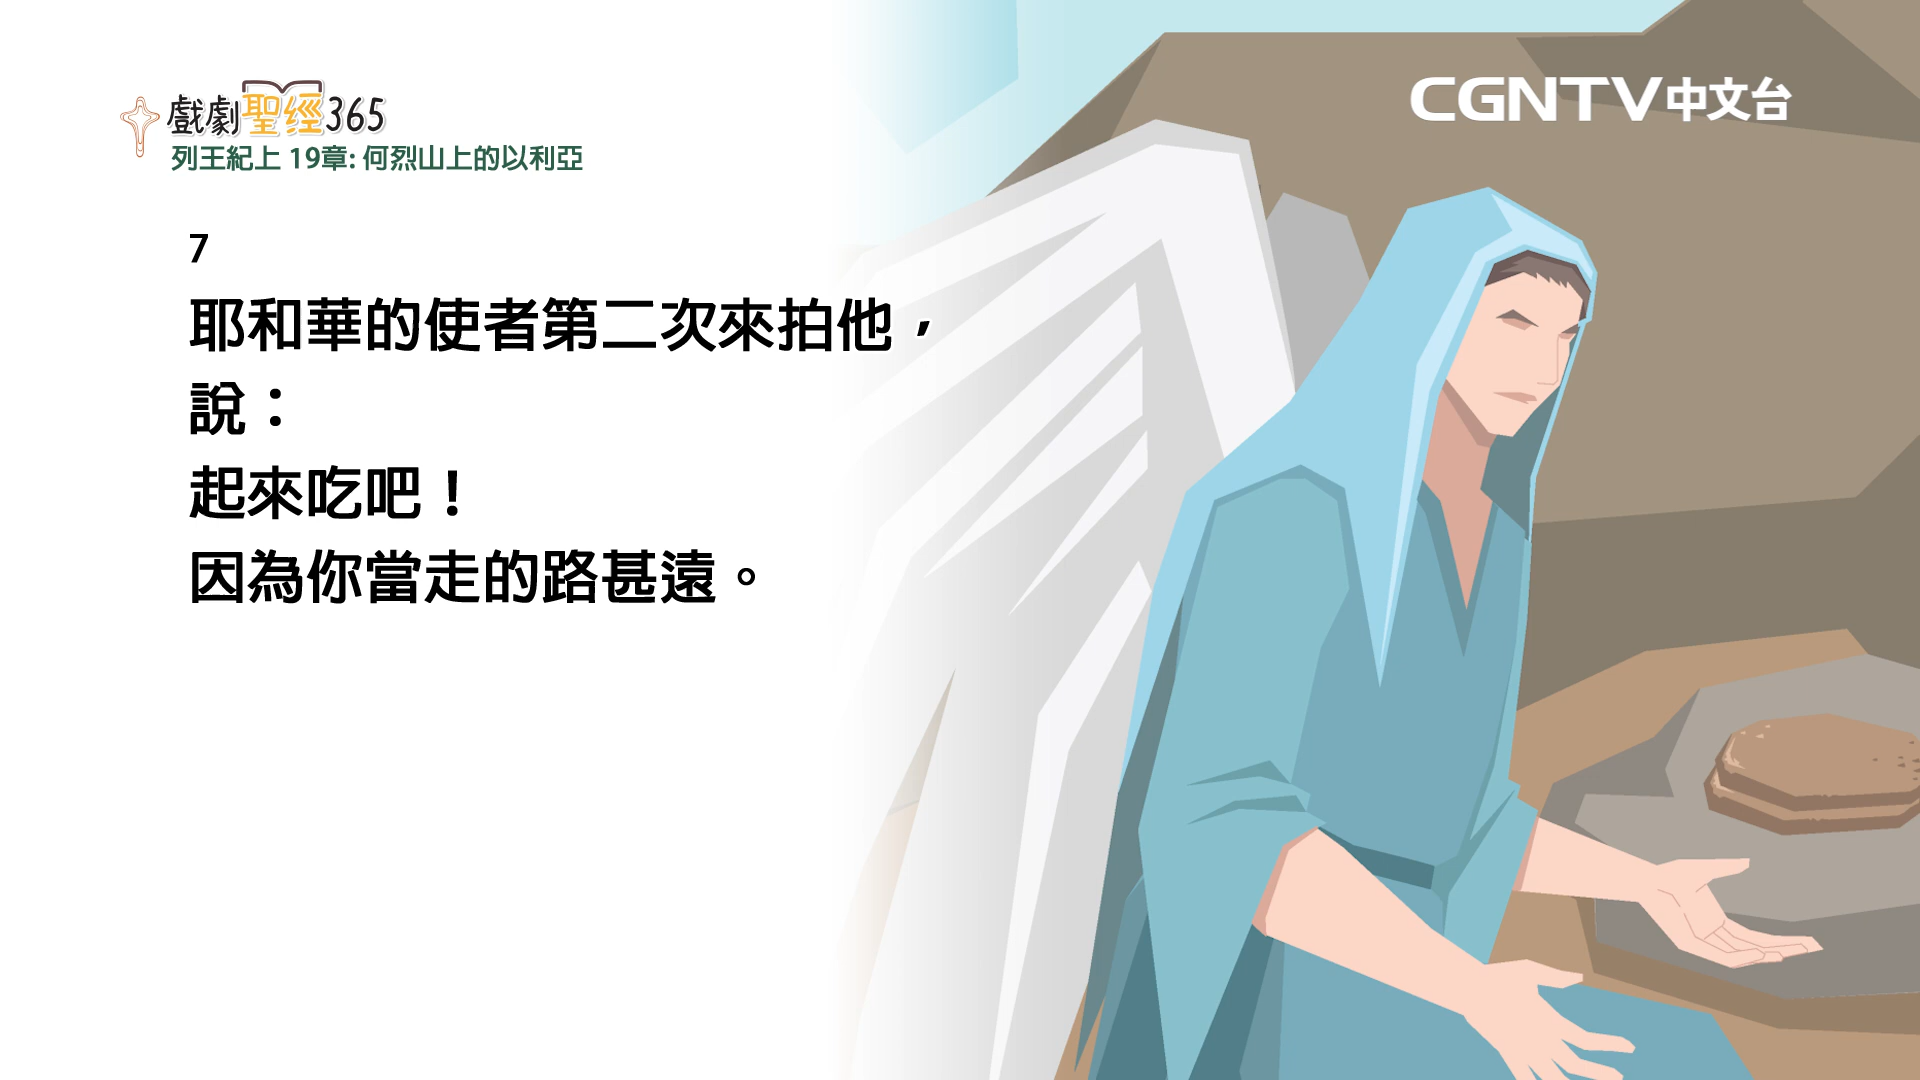 戲劇聖經365
列王紀上 19章: 何烈山上的以利亞
CGNTV中文台
7
耶和華的使者第二次來拍他，
說：
起來吃吧！
因為你當走的路甚遠。